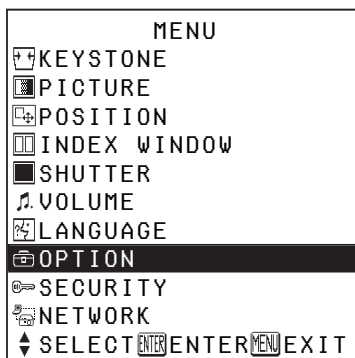 MENU
KEYSTONE
PICTURE
POSITION
INDEX WINDOW
SHUTTER
VOLUME
LANGUAGE
OPTION
SECURITY
NETWORK
SELECT ENTER ENTER MENU EXIT